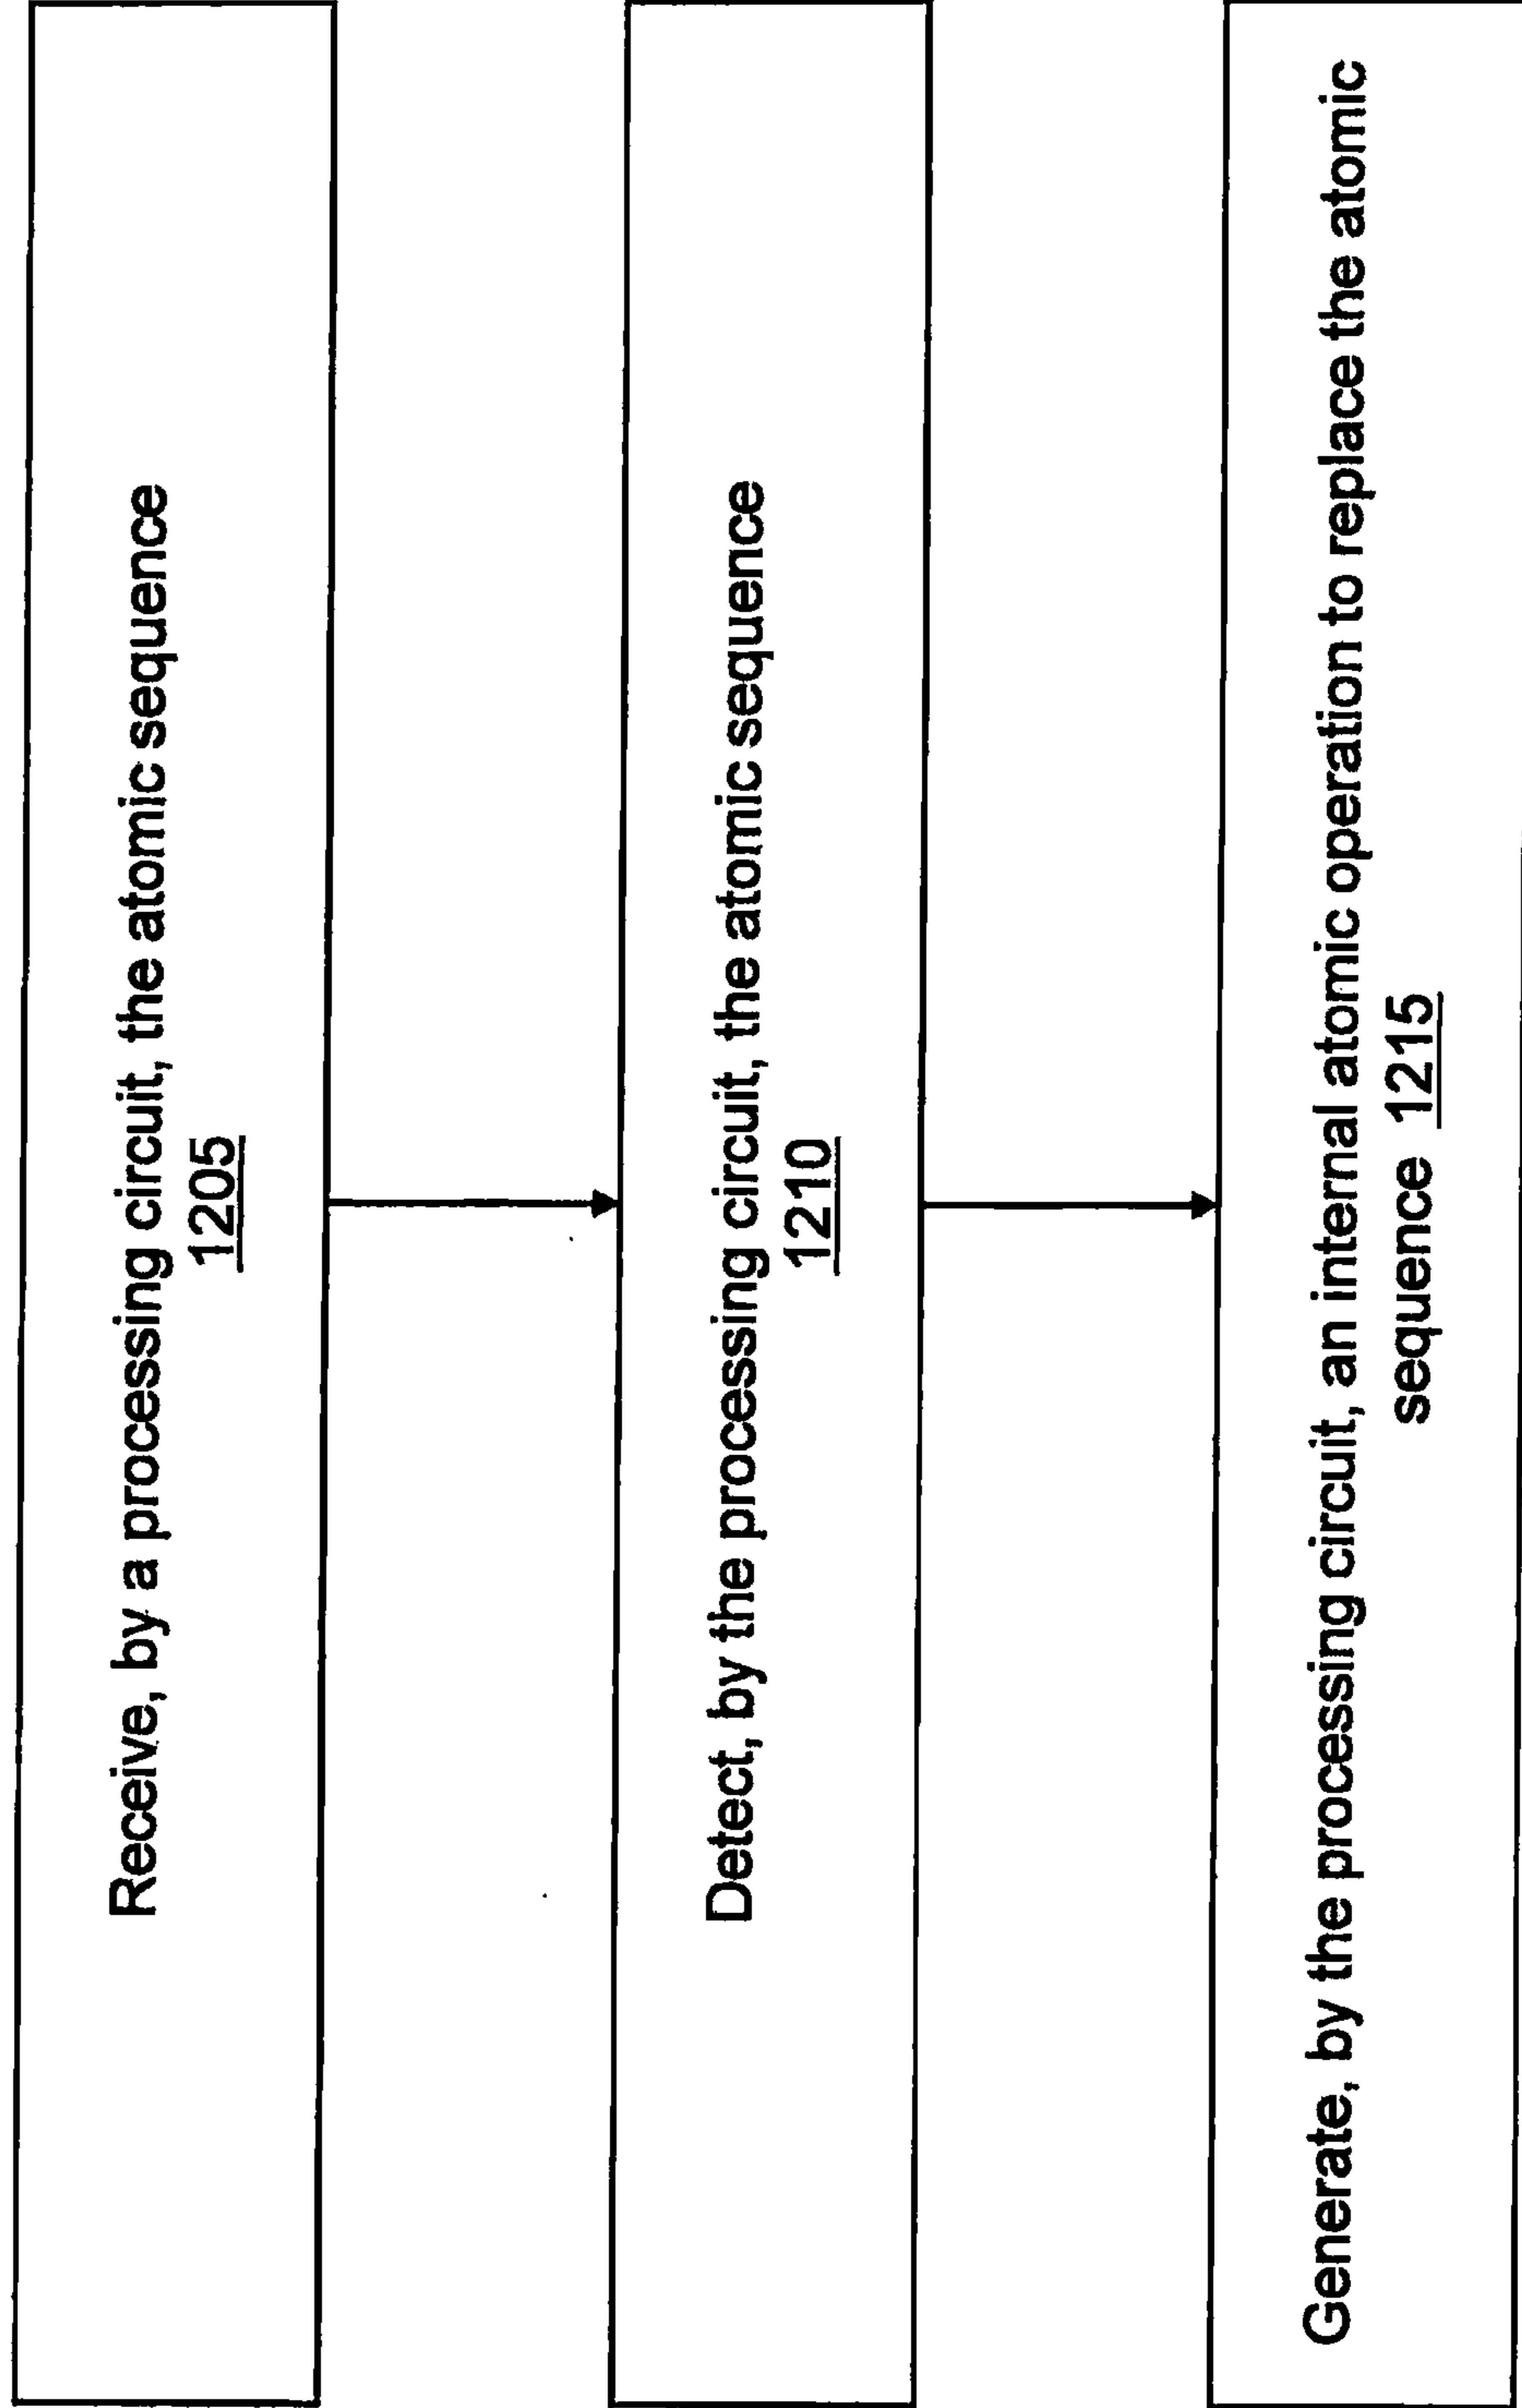 Receive, by a processing circuit, the atomic sequence
1205
Detect, by the processing circuit, the atomic sequence
1210
Generate, by the processing circuit, an internal atomic operation to replace the atomic
sequence 1215